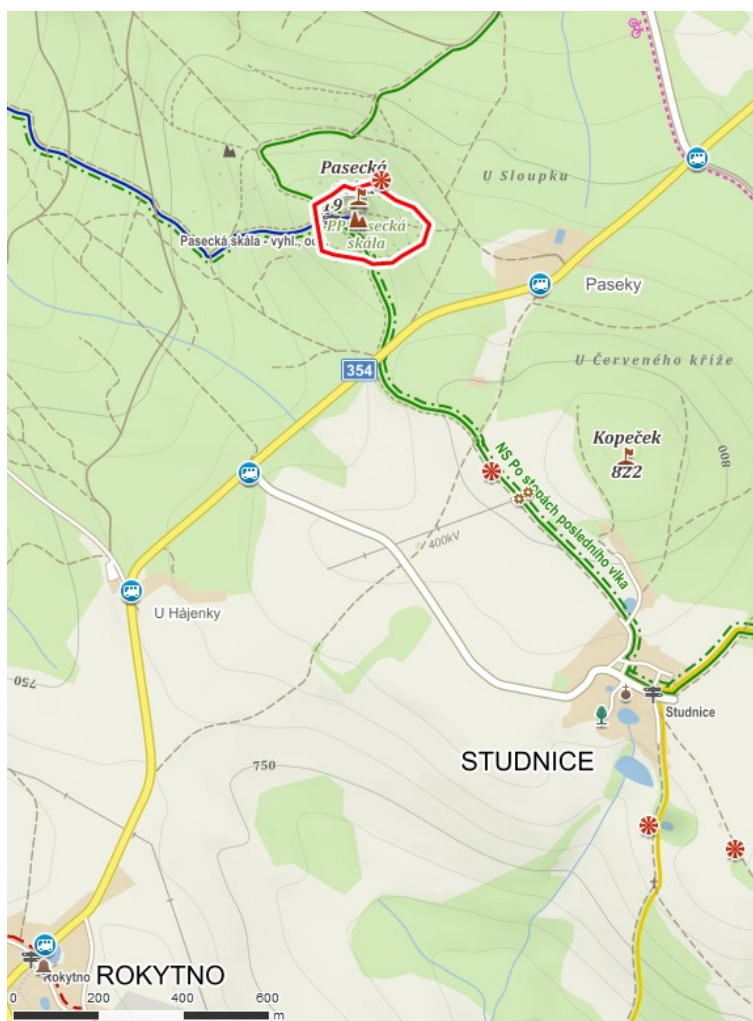 Pasecká
19
U Sloupku
PP Pasecká
skála
Pasecká skála - vyhl., od
Paseky
354
U Červeného kříže
Kopeček
822
800
NS Po stopách posledního vlka
400kV
U Hájenky
750
Studnice
STUDNICE
750
Rokytno
ROKYTNO
0 200 400 600
m